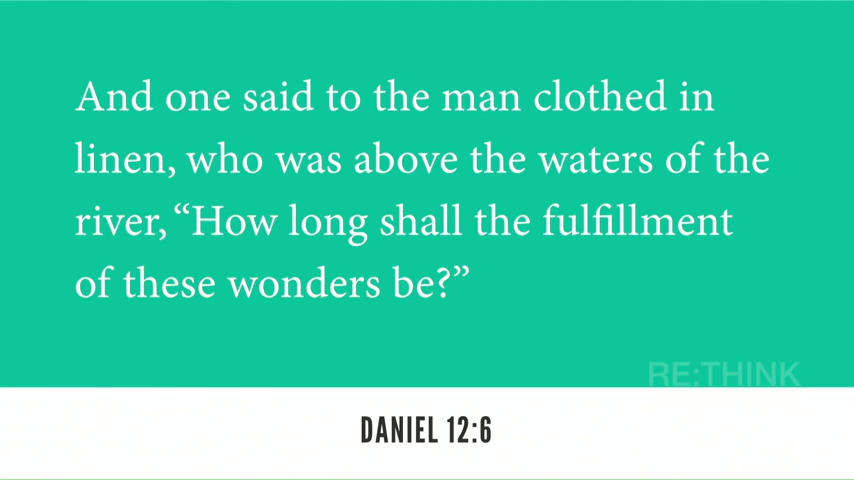 And one said to the man clothed in
linen, who was above the waters of the
river, “How long shall the fulfillment
of these wonders be?”
RE:THINK
DANIEL 12:6